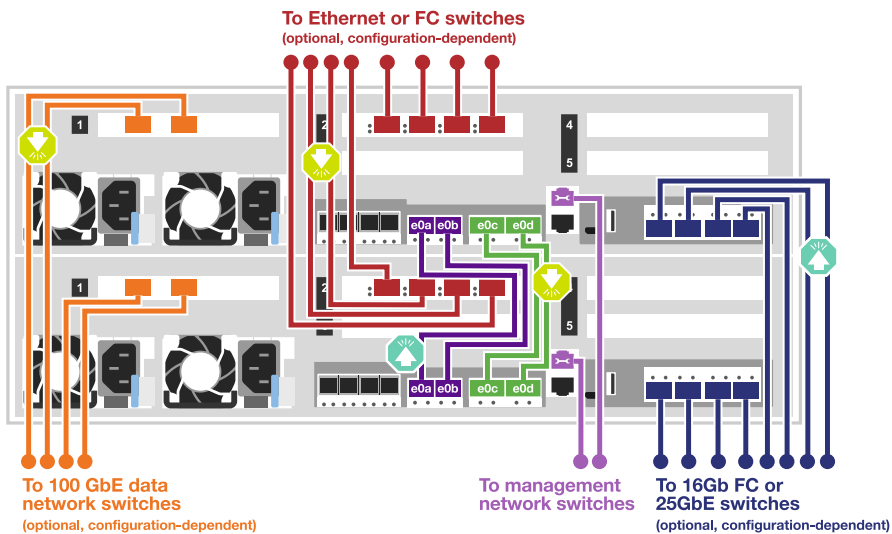 To Ethernet or FC switches
(optional, configuration-dependent)
1
2
4
5
e0a e0b e0c e0d
1
2
5
e0a e0b e0c e0d
To 100 GbE data
network switches
(optional, configuration-dependent)
To management
network switches
To 16Gb FC or
25GbE switches
(optional, configuration-dependent)